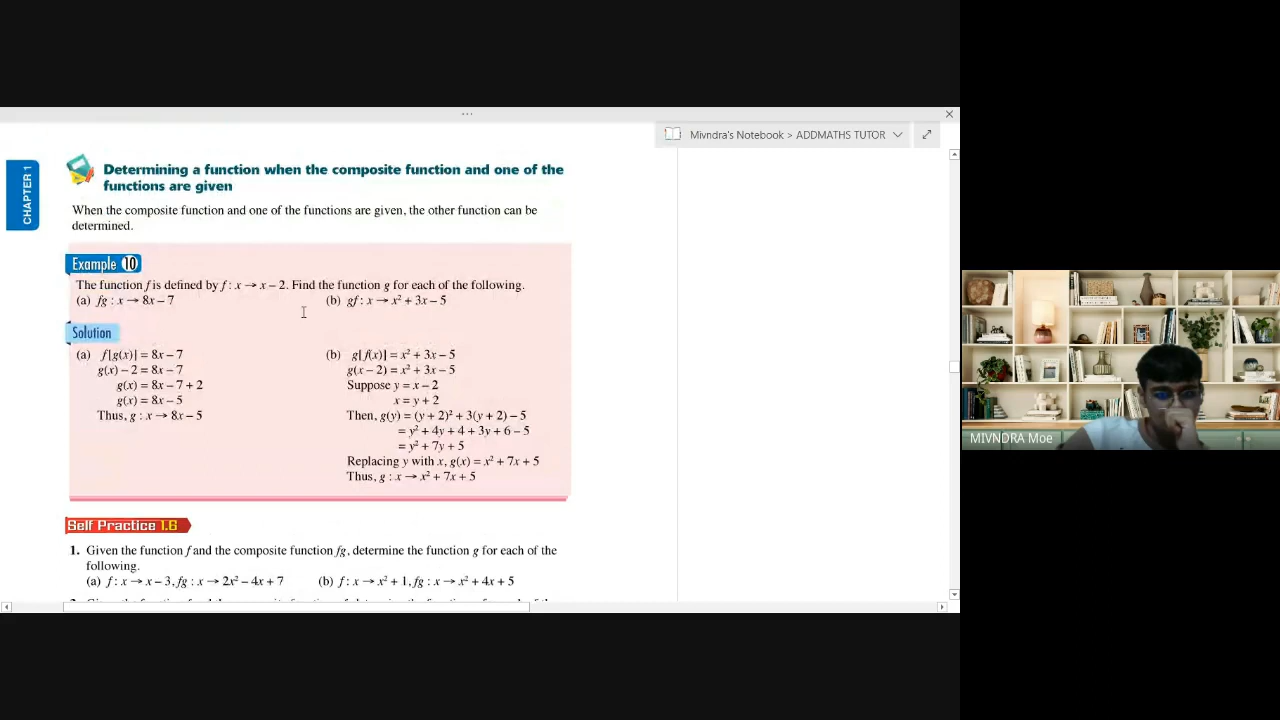 ...
Mivndra's Notebook > ADDMATHS TUTOR
CHAPTER 1
Determining a function when the composite function and one of the
functions are given
When the composite function and one of the functions are given, the other function can be
determined.
Example 10
The function f is defined by f : x → x – 2. Find the function g for each of the following.
(a) fg : x → 8x – 7 (b) gf : x → x² + 3x – 5
Solution
(a) f[g(x)] = 8x – 7
g(x) – 2 = 8x – 7
g(x) = 8x – 7 + 2
g(x) = 8x – 5
Thus, g : x → 8x – 5
(b) g[f(x)] = x² + 3x – 5
g(x – 2) = x² + 3x – 5
Suppose y = x – 2
x = y + 2
Then, g(y) = (y + 2)² + 3(y + 2) – 5
= y² + 4y + 4 + 3y + 6 – 5
= y² + 7y + 5
Replacing y with x, g(x) = x² + 7x + 5
Thus, g : x → x² + 7x + 5
Self Practice 1.6
1. Given the function f and the composite function fg, determine the function g for each of the
following.
(a) f : x → x – 3, fg : x → 2x² – 4x + 7 (b) f : x → x² + 1, fg : x → x² + 4x + 5
MIVNDRA Moe